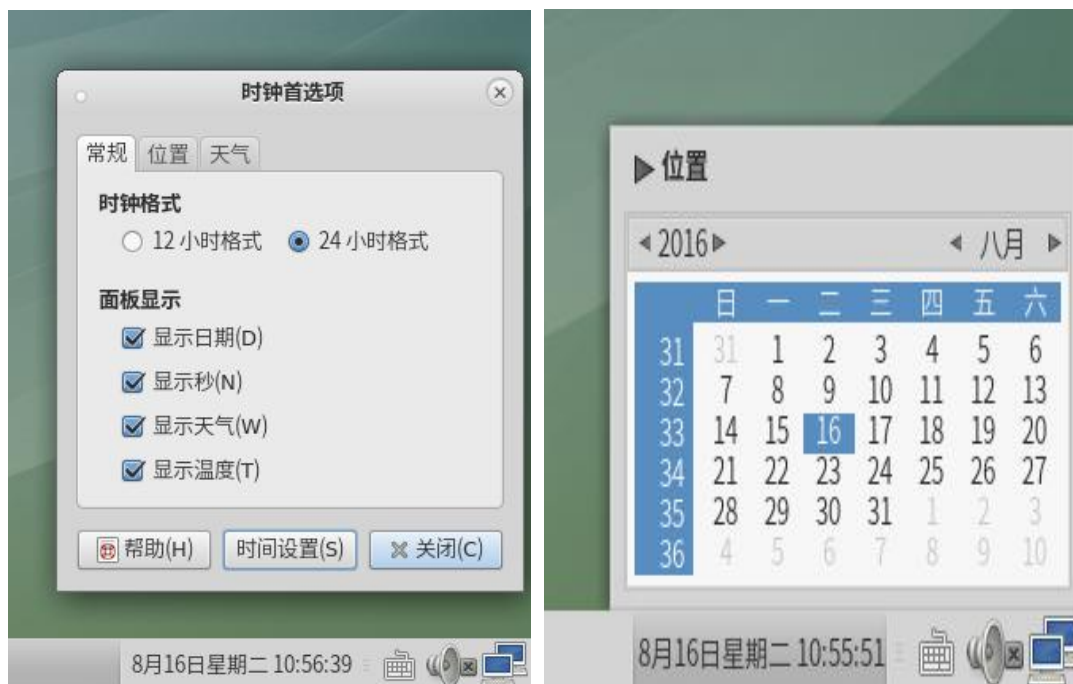 时钟首选项
常规 位置 天气
时钟格式
12 小时格式 24 小时格式
面板显示
显示日期(D)
显示秒(N)
显示天气(W)
显示温度(T)
帮助(H) 时间设置(S) 关闭(C)
8月16日星期二 10:56:39
位置
2016 八月
日 一 二 三 四 五 六
31 31 1 2 3 4 5 6
32 7 8 9 10 11 12 13
33 14 15 16 17 18 19 20
34 21 22 23 24 25 26 27
35 28 29 30 31 1 2 3
36 4 5 6 7 8 9 10
8月16日星期二 10:55:51